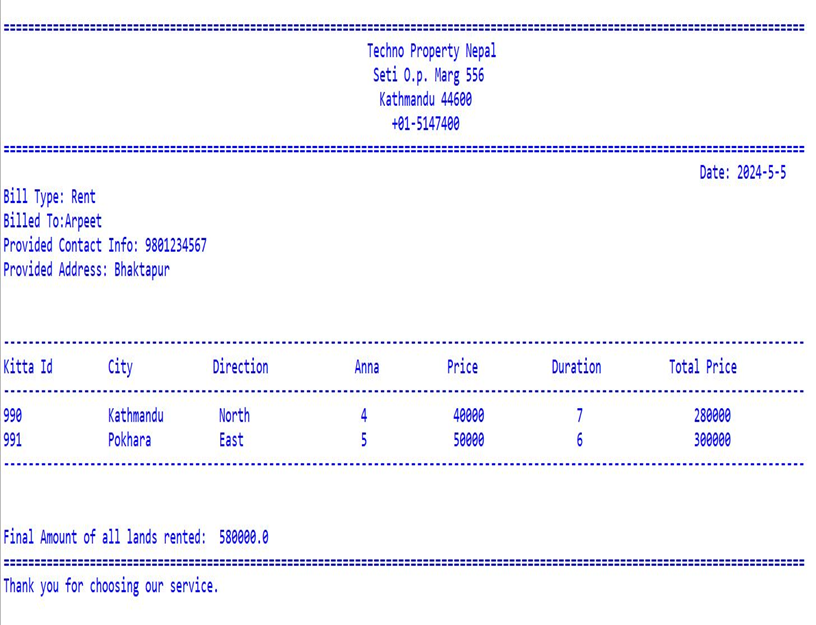 Techno Property Nepal
Seti O.p. Marg 556
Kathmandu 44600
+01-5147400
Date: 2024-5-5
Bill Type: Rent
Billed To:Arpeet
Provided Contact Info: 9801234567
Provided Address: Bhaktapur
Kitta Id City Direction Anna Price Duration Total Price
990 Kathmandu North 4 40000 7 280000
991 Pokhara East 5 50000 6 300000
Final Amount of all lands rented: 580000.0
Thank you for choosing our service.